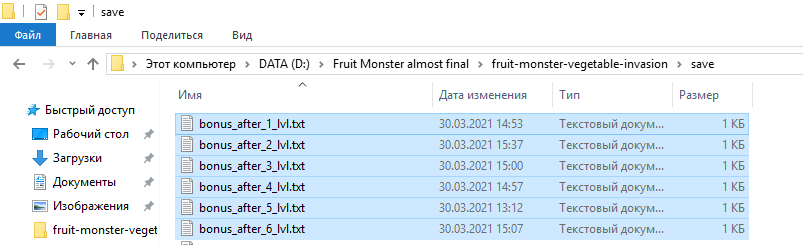 save
Файл Главная Поделиться Вид
Этот компьютер > DATA (D:) > Fruit Monster almost final > fruit-monster-vegetable-invasion > save
Имя Дата изменения Тип Размер
Быстрый доступ
Рабочий стол
Загрузки
Документы
Изображения
fruit-monster-veget
bonus_after_1_lvl.txt 30.03.2021 14:53 Текстовый докум... 1 КБ
bonus_after_2_lvl.txt 30.03.2021 15:37 Текстовый докум... 1 КБ
bonus_after_3_lvl.txt 30.03.2021 15:00 Текстовый докум... 1 КБ
bonus_after_4_lvl.txt 30.03.2021 14:57 Текстовый докум... 1 КБ
bonus_after_5_lvl.txt 30.03.2021 13:12 Текстовый докум... 1 КБ
bonus_after_6_lvl.txt 30.03.2021 15:07 Текстовый докум... 1 КБ